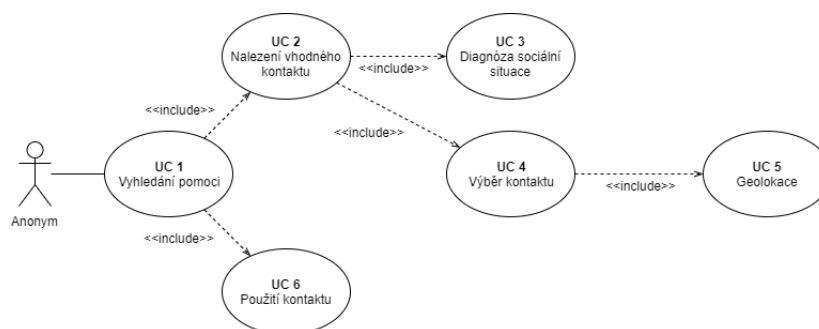 UC 2
Nalezení vhodného
kontaktu
<<include>>
UC 3
Diagnóza sociální
situace
<<include>>
<<include>>
Anonym
UC 1
Vyhledání pomoci
UC 4
Výběr kontaktu
<<include>>
UC 5
Geolokace
<<include>>
UC 6
Použití kontaktu